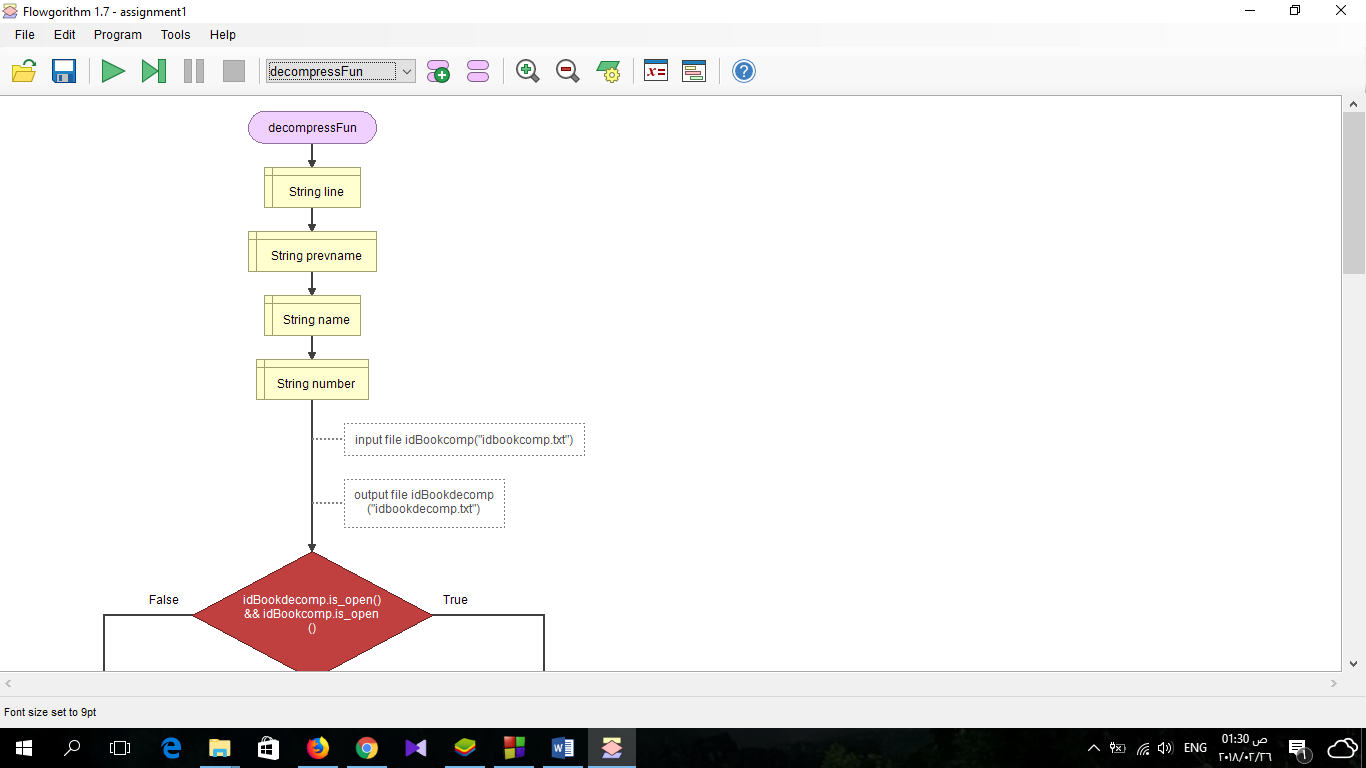 Flowgorithm 1.7 - assignment1
File Edit Program Tools Help
decompressFun
decompressFun
String line
String prevname
String name
String number
input file idBookcomp("idbookcomp.txt")
output file idBookdecomp
("idbookdecomp.txt")
False
True
idBookdecomp.is_open()
&& idBookcomp.is_open
()
Font size set to 9pt
ENG
01:30 ص
٢٠١٨/٠٢/٢٦
1